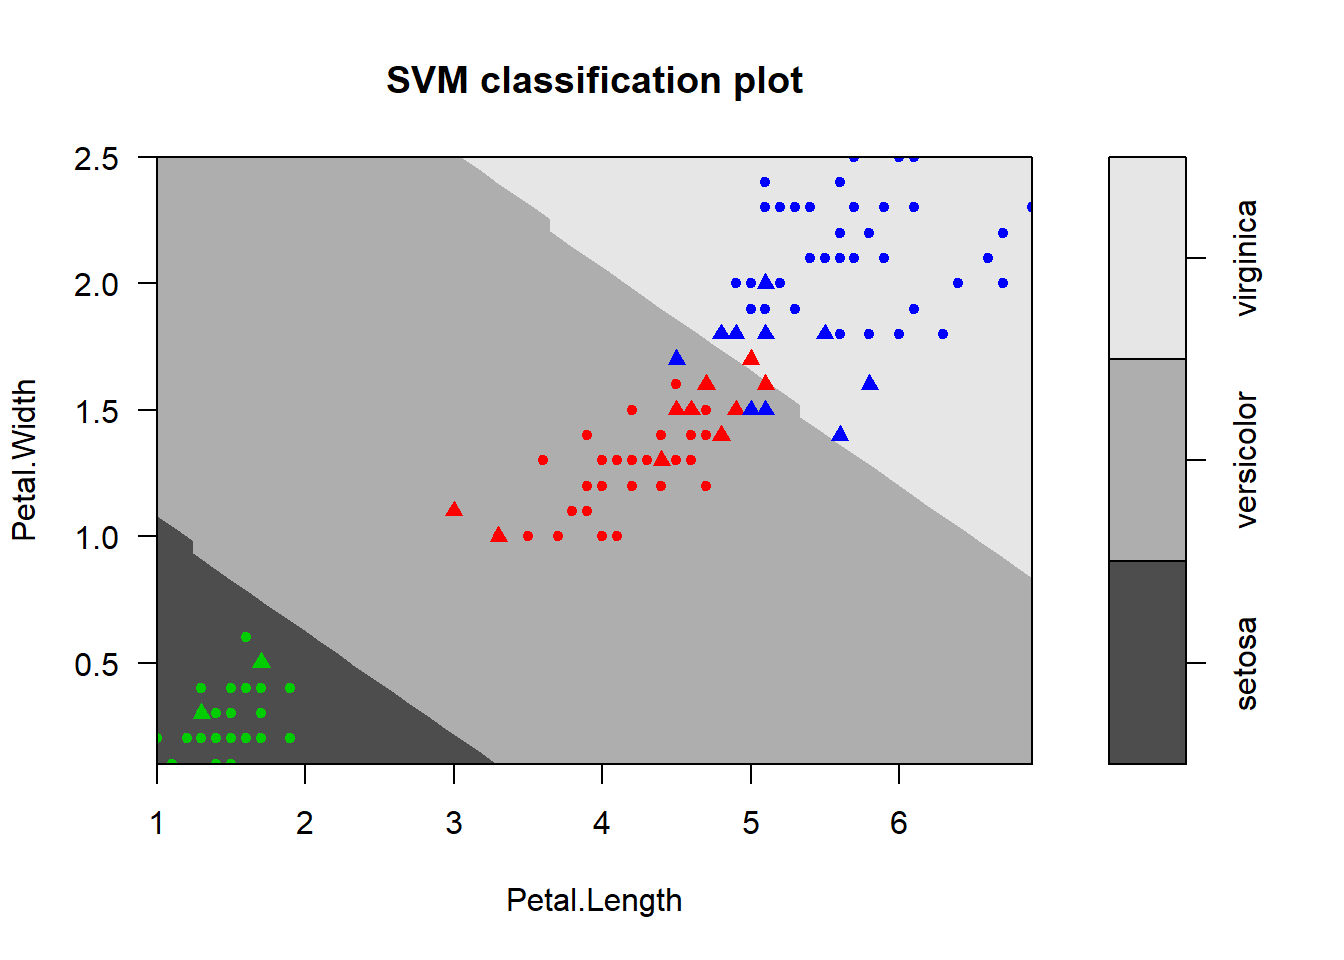 SVM classification plot
Petal.Width
2.5
2.0
1.5
1.0
0.5
1 2 3 4 5 6
Petal.Length
virginica
versicolor
setosa